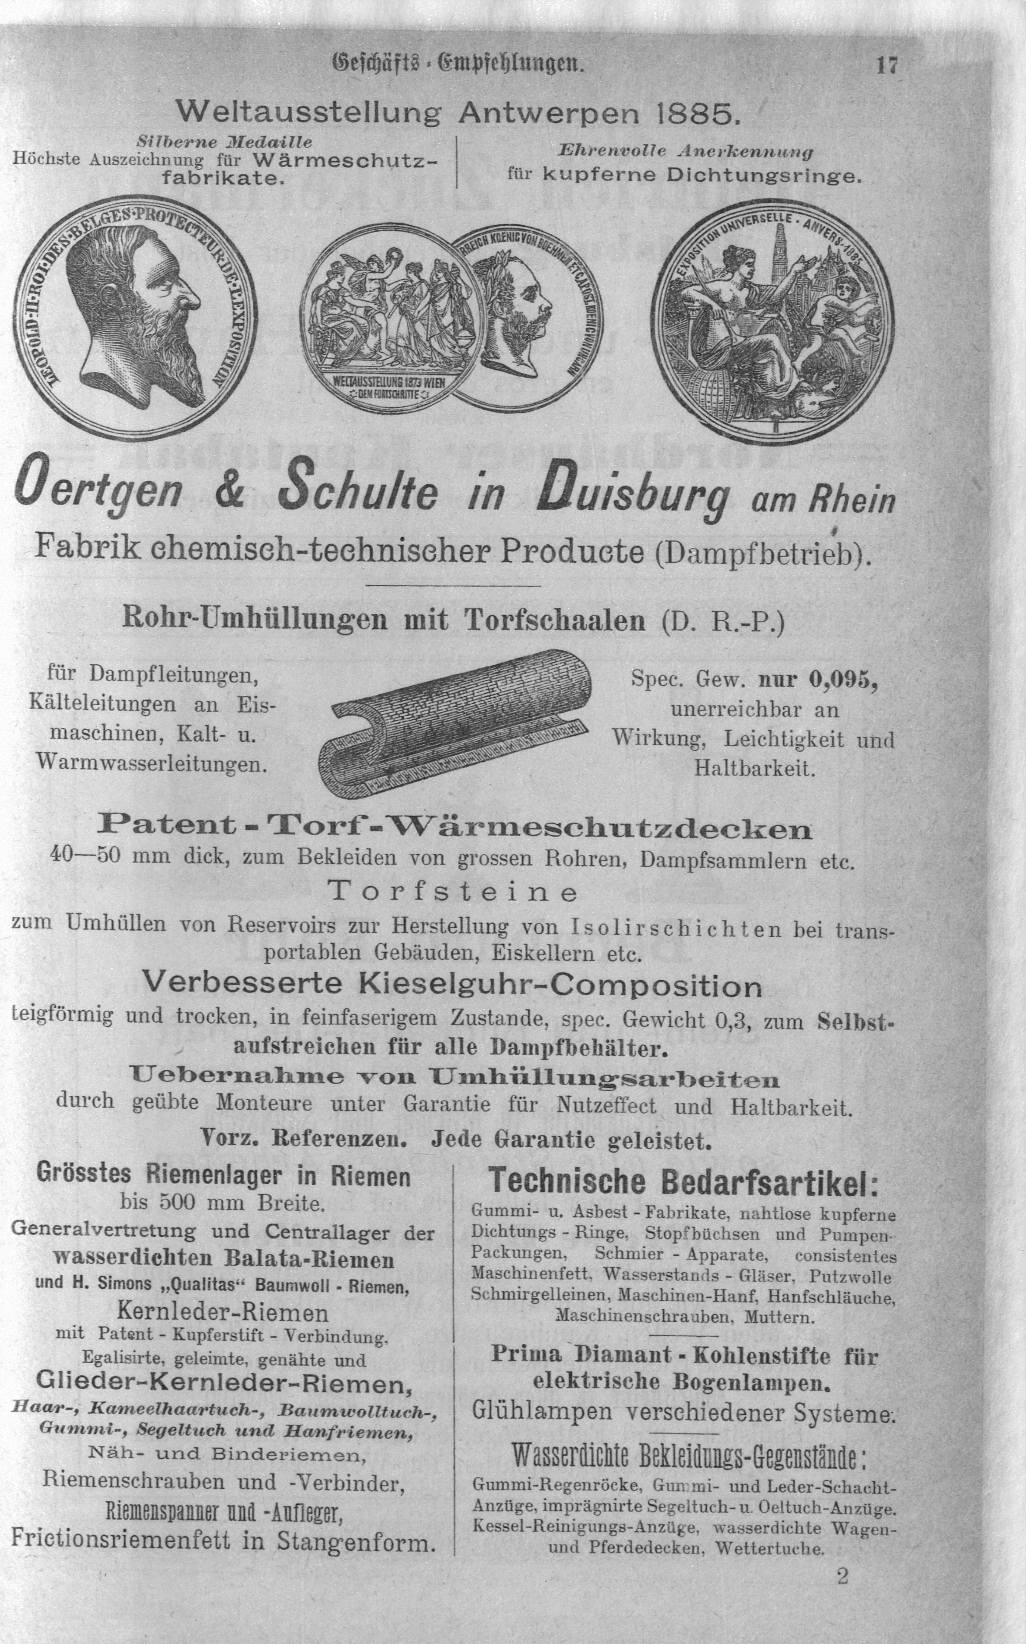 Geschäfts-Empfehlungen. 17
Weltausstellung Antwerpen 1885.
Silberne Medaille
Höchste Auszeichnung für Wärmeschutz-
fabrikate.
Ehrenvolle Anerkennung
für kupferne Dichtungsringe.
LEOPOLD·II·ROI·DES·BELGES·PROTECTEUR·DE·L'EXPOSITION
WELTAUSSTELLUNG 1873 WIEN
DEM FORTSCHRITTE
KOENIG VON BOEHMEN ETC. APOST. KOENIG VON UNGARN
EXPOSITION UNIVERSELLE · ANVERS · 1885
Oertgen & Schulte in Duisburg am Rhein
Fabrik chemisch-technischer Producte (Dampfbetrieb).
Rohr-Umhüllungen mit Torfschaalen (D. R.-P.)
für Dampfleitungen,
Kälteleitungen an Eis-
maschinen, Kalt- u.
Warmwasserleitungen.
Spec. Gew. nur 0,095,
unerreichbar an
Wirkung, Leichtigkeit und
Haltbarkeit.
Patent-Torf-Wärmeschutzdecken
40—50 mm dick, zum Bekleiden von grossen Rohren, Dampfsammlern etc.
Torfsteine
zum Umhüllen von Reservoirs zur Herstellung von Isolirschichten bei trans-
portablen Gebäuden, Eiskellern etc.
Verbesserte Kieselguhr-Composition
teigförmig und trocken, in feinfaserigem Zustande, spec. Gewicht 0,3, zum Selbst-
aufstreichen für alle Dampfbehälter.
Uebernahme von Umhüllungsarbeiten
durch geübte Monteure unter Garantie für Nutzeffect und Haltbarkeit.
Vorz. Referenzen. Jede Garantie geleistet.
Grösstes Riemenlager in Riemen
bis 500 mm Breite.
Generalvertretung und Centrallager der
wasserdichten Balata-Riemen
und H. Simons „Qualitas“ Baumwoll-Riemen,
Kernleder-Riemen
mit Patent-Kupferstift-Verbindung.
Egalisirte, geleimte, genähte und
Glieder-Kernleder-Riemen,
Haar-, Kameelhaartuch-, Baumwolltuch-,
Gummi-, Segeltuch und Hanfriemen,
Näh- und Binderiemen,
Riemenschrauben und -Verbinder,
Riemenspanner und -Aufleger,
Frictionsriemenfett in Stangenform.
Technische Bedarfsartikel:
Gummi- u. Asbest-Fabrikate, nahtlose kupferne
Dichtungs-Ringe, Stopfbüchsen und Pumpen-
Packungen, Schmier-Apparate, consistentes
Maschinenfett, Wasserstands-Gläser, Putzwolle
Schmirgelleinen, Maschinen-Hanf, Hanfschläuche,
Maschinenschrauben, Muttern.
Prima Diamant-Kohlenstifte für
elektrische Bogenlampen.
Glühlampen verschiedener Systeme.
Wasserdichte Bekleidungs-Gegenstände:
Gummi-Regenröcke, Gummi- und Leder-Schacht-
Anzüge, imprägnirte Segeltuch- u. Oeltuch-Anzüge.
Kessel-Reinigungs-Anzüge, wasserdichte Wagen-
und Pferdedecken, Wettertuche.
2